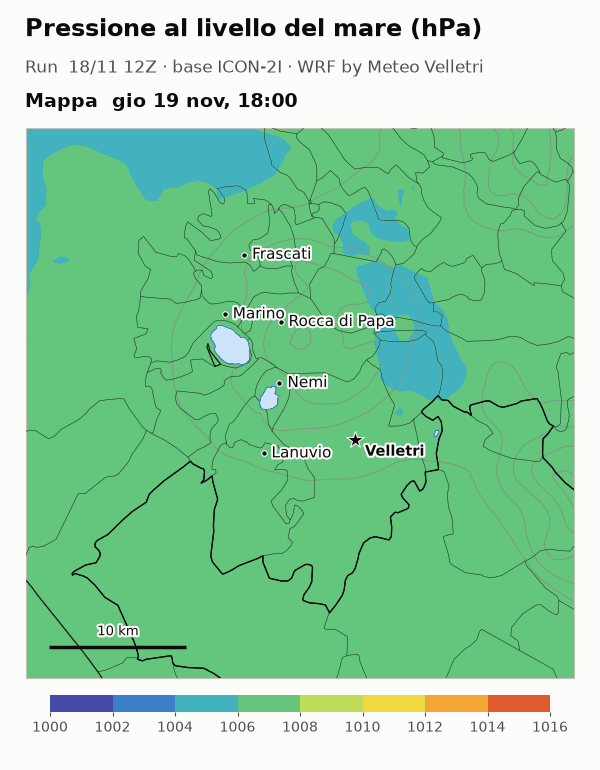 Pressione al livello del mare (hPa)
Run  18/11 12Z · base ICON-2I · WRF by Meteo Velletri
Mappa  gio 19 nov, 18:00
Frascati
Marino
Rocca di Papa
Nemi
Velletri
Lanuvio
10 km
1000 1002 1004 1006 1008 1010 1012 1014 1016